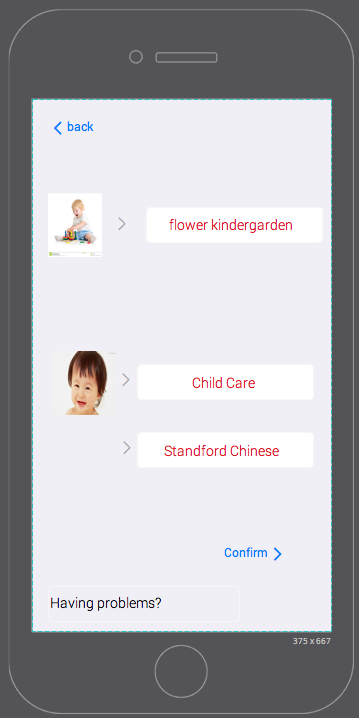 back
flower kindergarden
Child Care
Standford Chinese
Confirm
Having problems?
375 x 667